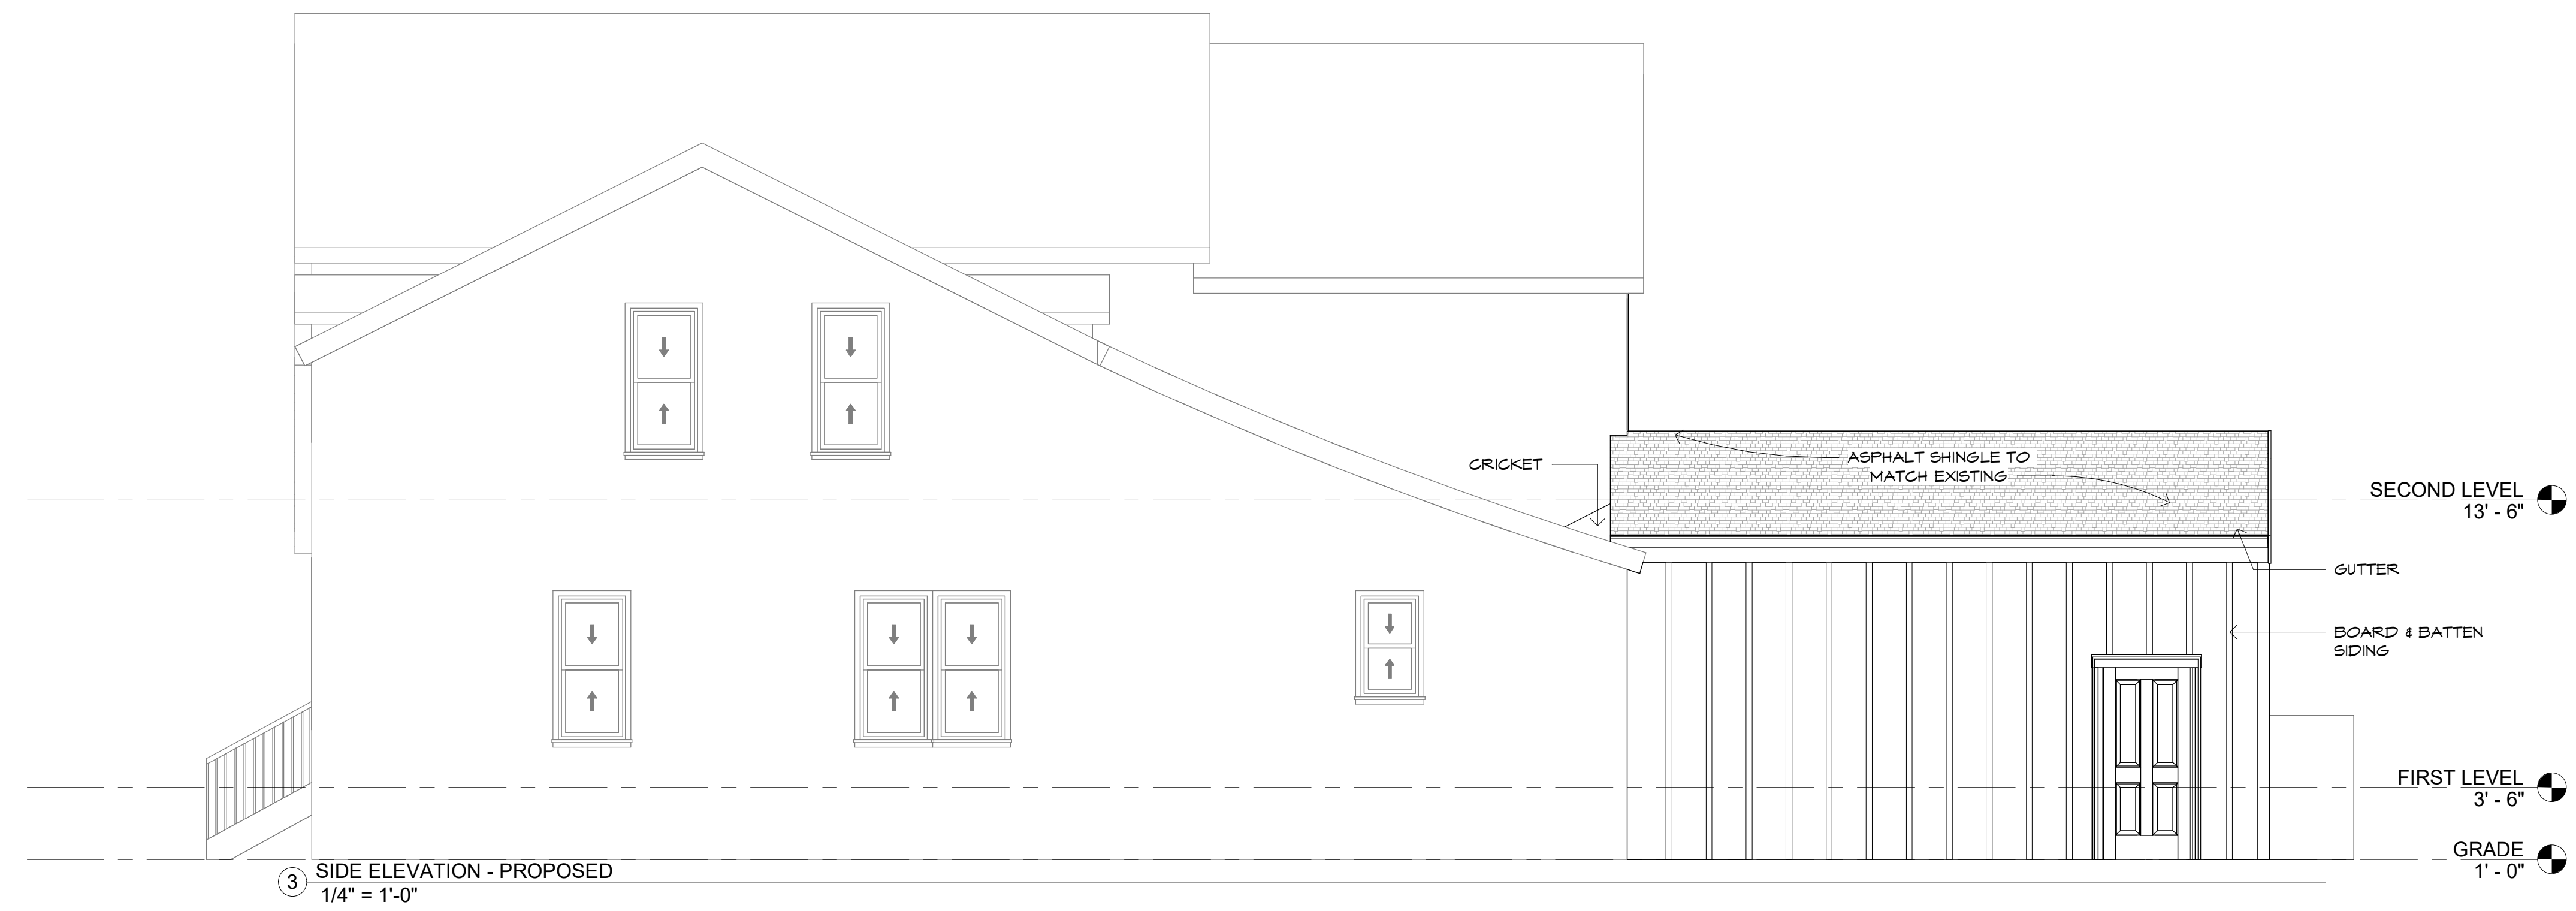 ASPHALT SHINGLE TO
MATCH EXISTING
CRICKET
SECOND LEVEL
13' - 6"
GUTTER
BOARD & BATTEN
SIDING
FIRST LEVEL
3' - 6"
GRADE
1' - 0"
3
SIDE ELEVATION - PROPOSED
1/4" = 1'-0"